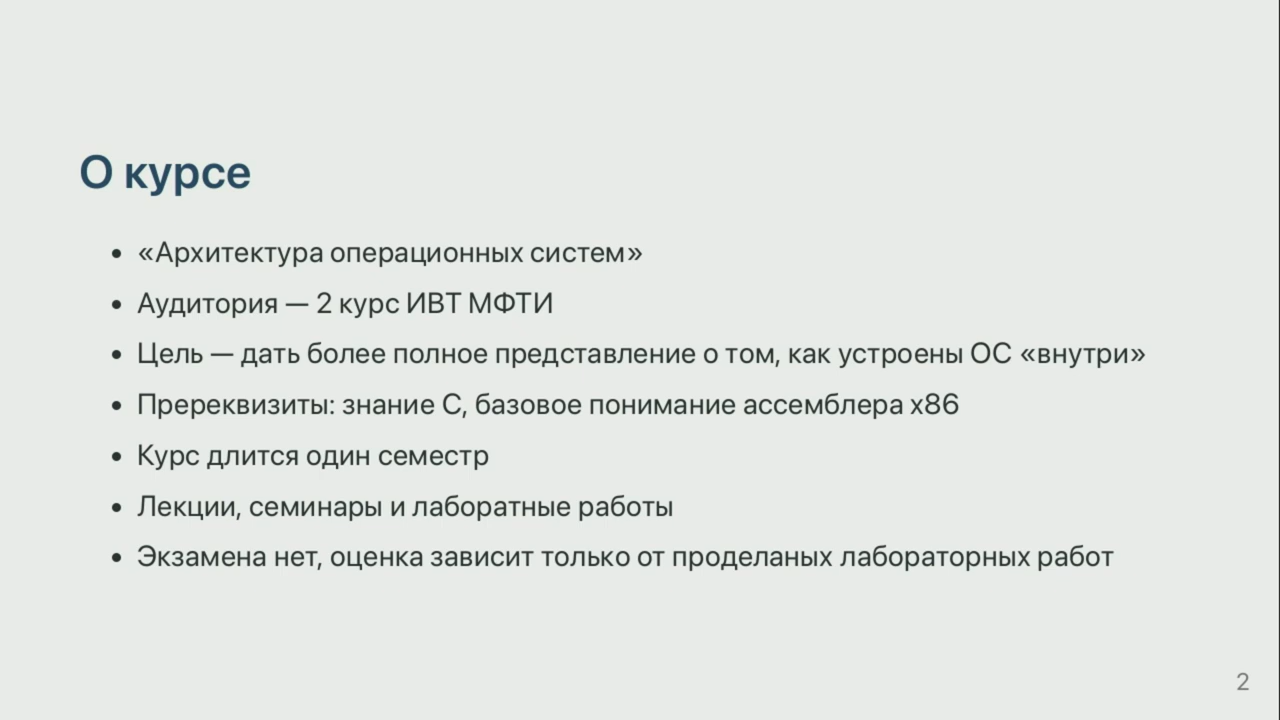 О курсе
• «Архитектура операционных систем»
• Аудитория — 2 курс ИВТ МФТИ
• Цель — дать более полное представление о том, как устроены ОС «внутри»
• Пререквизиты: знание C, базовое понимание ассемблера x86
• Курс длится один семестр
• Лекции, семинары и лаборатные работы
• Экзамена нет, оценка зависит только от проделаных лабораторных работ
2